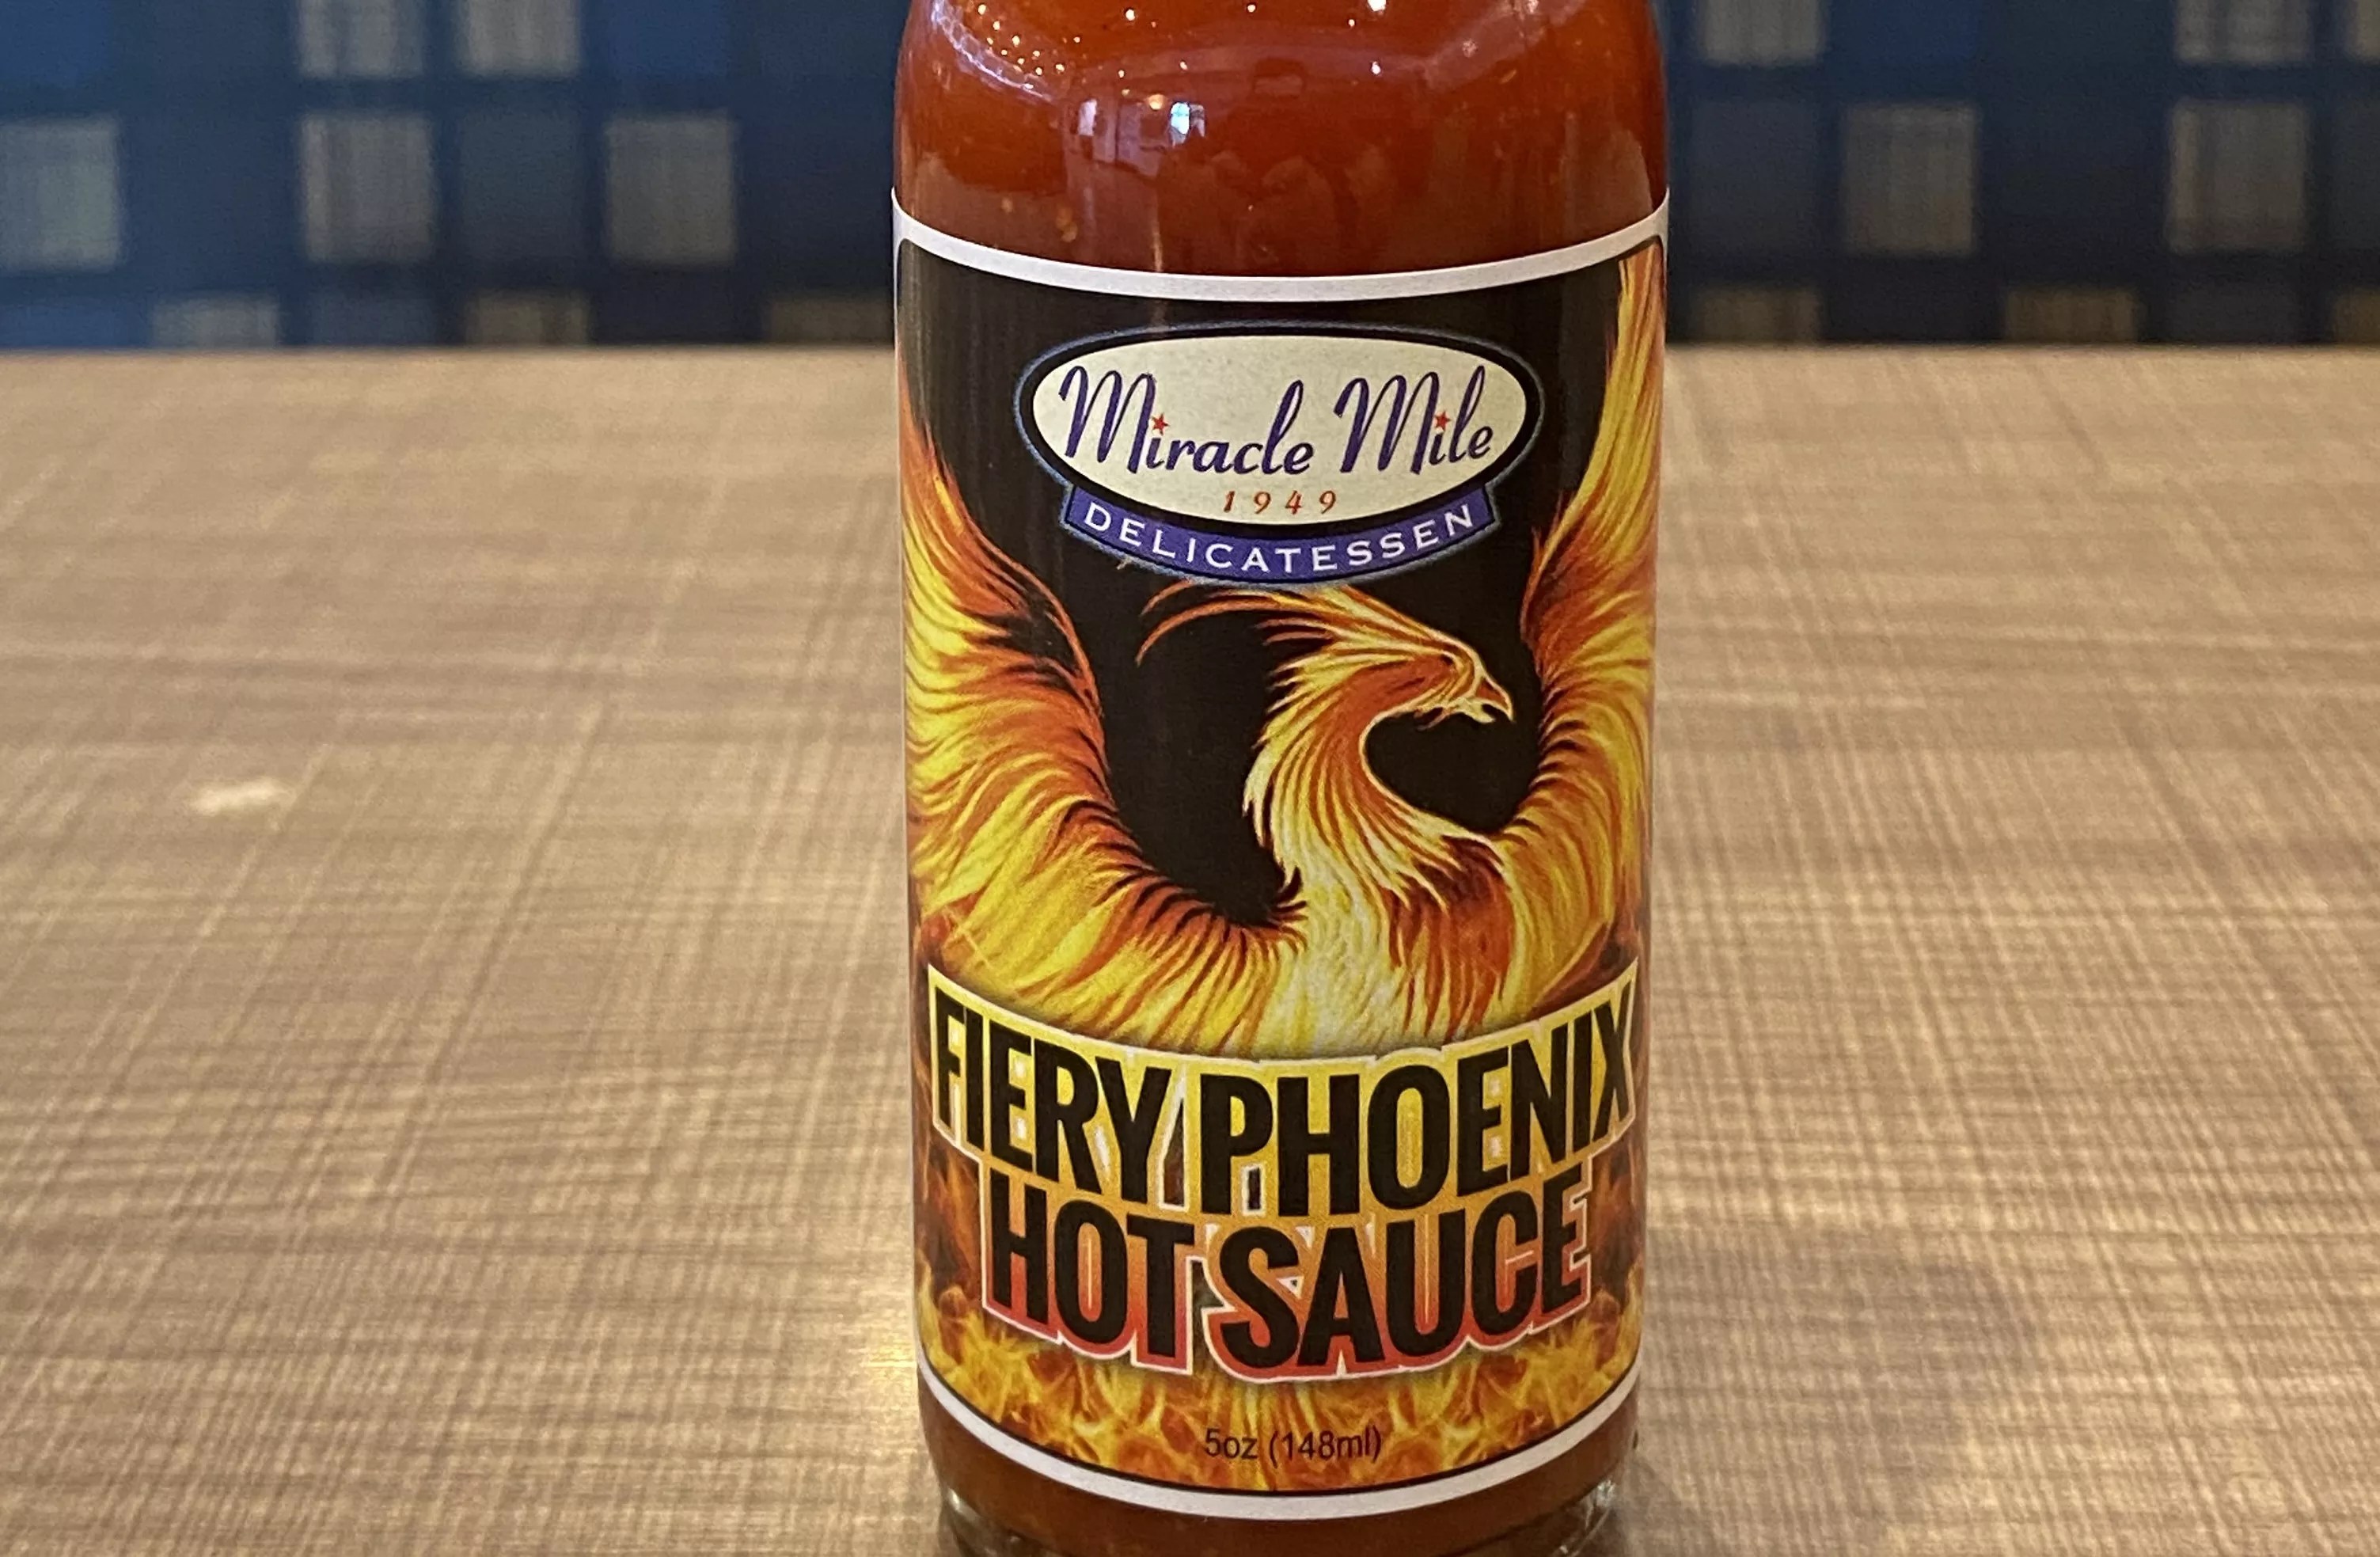 Miracle Mile
1949
DELICATESSEN
FIERY PHOENIX
HOT SAUCE
5oz (148ml)